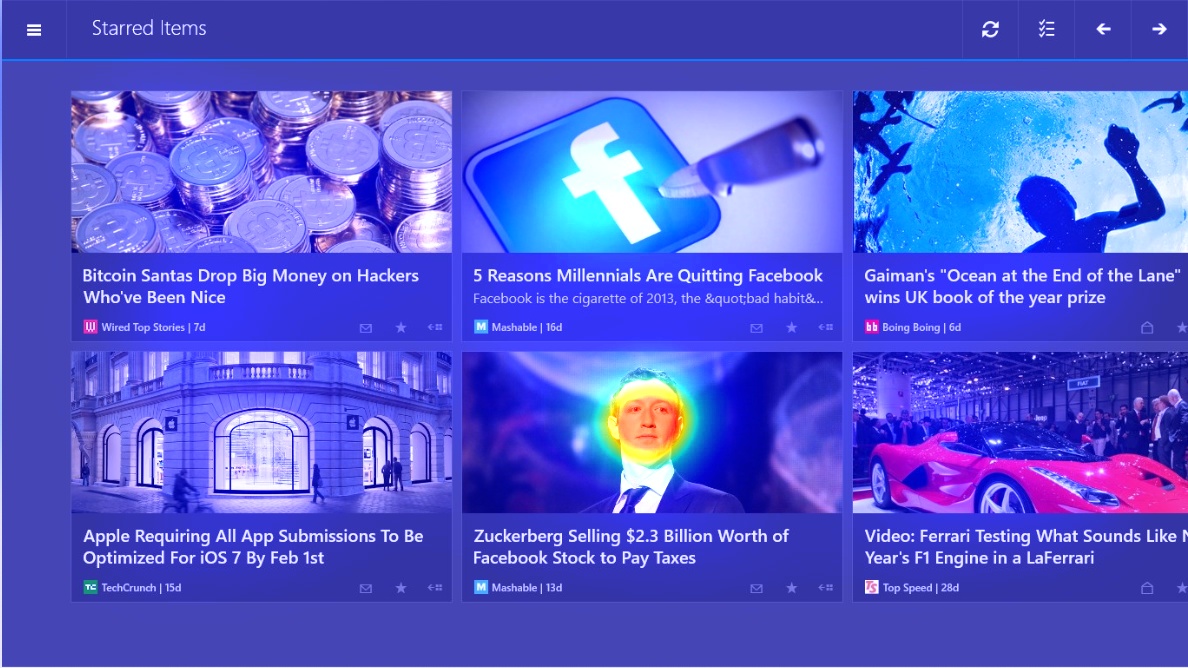 Starred Items
Bitcoin Santas Drop Big Money on Hackers
Who've Been Nice
Wired Top Stories | 7d
5 Reasons Millennials Are Quitting Facebook
Facebook is the cigarette of 2013, the &quot;bad habit&...
Mashable | 16d
Gaiman's "Ocean at the End of the Lane"
wins UK book of the year prize
Boing Boing | 6d
Apple Requiring All App Submissions To Be
Optimized For iOS 7 By Feb 1st
TechCrunch | 15d
Zuckerberg Selling $2.3 Billion Worth of
Facebook Stock to Pay Taxes
Mashable | 13d
FIAT
Video: Ferrari Testing What Sounds Like N
Year's F1 Engine in a LaFerrari
Top Speed | 28d